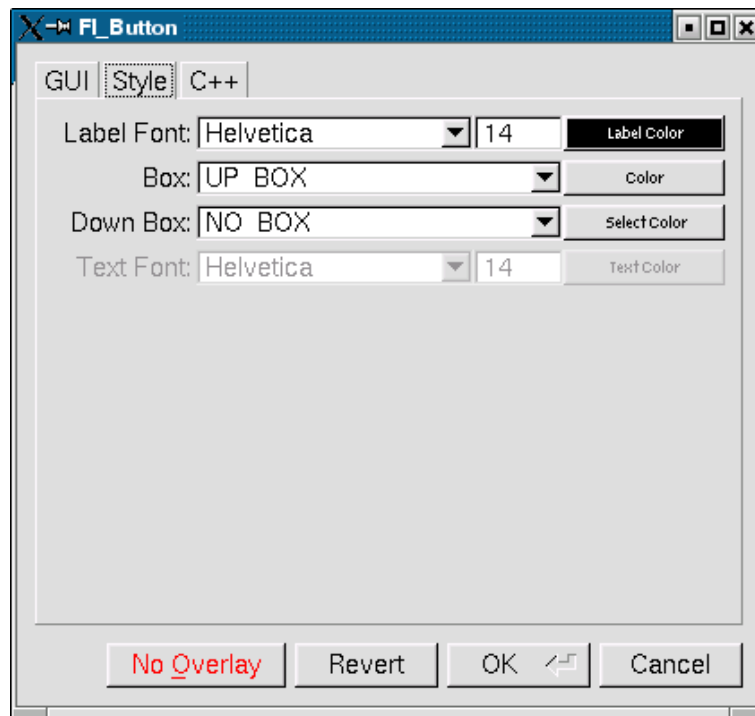 Fl_Button
GUI Style C++
Label Font: Helvetica 14 Label Color
Box: UP_BOX Color
Down Box: NO_BOX Select Color
Text Font: Helvetica 14 Text Color
No Overlay Revert OK Cancel